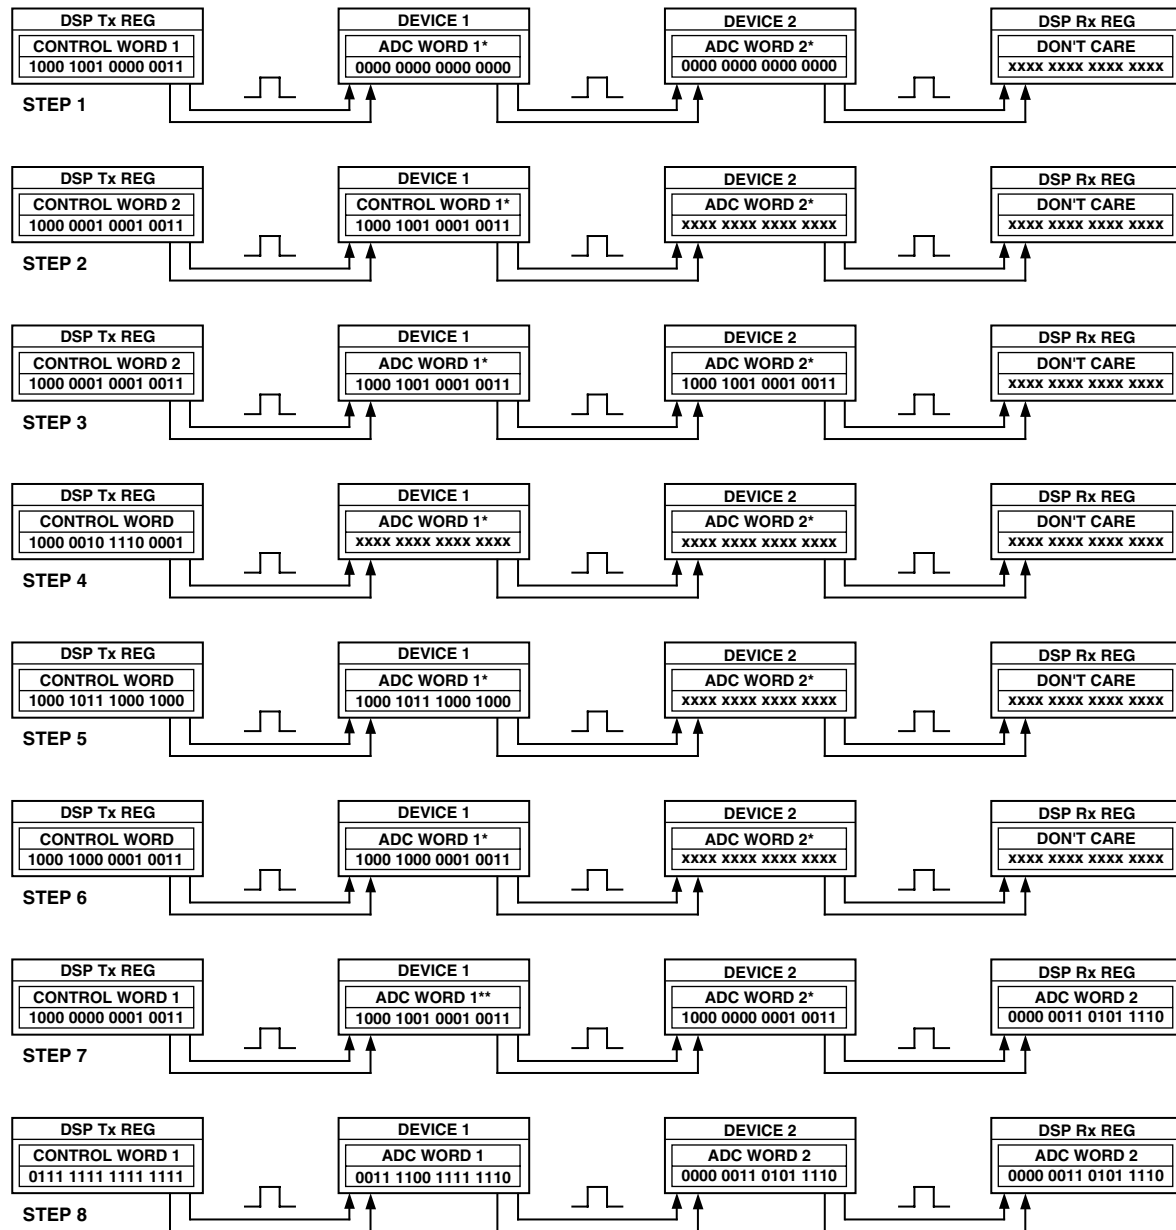 DSP Tx REG DEVICE 1 DEVICE 2 DSP Rx REG
CONTROL WORD 1 ADC WORD 1* ADC WORD 2* DON'T CARE
1000 1001 0000 0011 0000 0000 0000 0000 0000 0000 0000 0000 xxxx xxxx xxxx xxxx
STEP 1
DSP Tx REG DEVICE 1 DEVICE 2 DSP Rx REG
CONTROL WORD 2 CONTROL WORD 1* ADC WORD 2* DON'T CARE
1000 0001 0001 0011 1000 1001 0001 0011 xxxx xxxx xxxx xxxx xxxx xxxx xxxx xxxx
STEP 2
DSP Tx REG DEVICE 1 DEVICE 2 DSP Rx REG
CONTROL WORD 2 ADC WORD 1* ADC WORD 2* DON'T CARE
1000 0001 0001 0011 1000 1001 0001 0011 1000 1001 0001 0011 xxxx xxxx xxxx xxxx
STEP 3
DSP Tx REG DEVICE 1 DEVICE 2 DSP Rx REG
CONTROL WORD ADC WORD 1* ADC WORD 2* DON'T CARE
1000 0010 1110 0001 xxxx xxxx xxxx xxxx xxxx xxxx xxxx xxxx xxxx xxxx xxxx xxxx
STEP 4
DSP Tx REG DEVICE 1 DEVICE 2 DSP Rx REG
CONTROL WORD ADC WORD 1* ADC WORD 2* DON'T CARE
1000 1011 1000 1000 1000 1011 1000 1000 xxxx xxxx xxxx xxxx xxxx xxxx xxxx xxxx
STEP 5
DSP Tx REG DEVICE 1 DEVICE 2 DSP Rx REG
CONTROL WORD ADC WORD 1* ADC WORD 2* DON'T CARE
1000 1000 0001 0011 1000 1000 0001 0011 xxxx xxxx xxxx xxxx xxxx xxxx xxxx xxxx
STEP 6
DSP Tx REG DEVICE 1 DEVICE 2 DSP Rx REG
CONTROL WORD 1 ADC WORD 1** ADC WORD 2* ADC WORD 2
1000 0000 0001 0011 1000 1001 0001 0011 1000 0000 0001 0011 0000 0011 0101 1110
STEP 7
DSP Tx REG DEVICE 1 DEVICE 2 DSP Rx REG
CONTROL WORD 1 ADC WORD 1 ADC WORD 2 ADC WORD 2
0111 1111 1111 1111 0011 1100 1111 1110 0000 0011 0101 1110 0000 0011 0101 1110
STEP 8